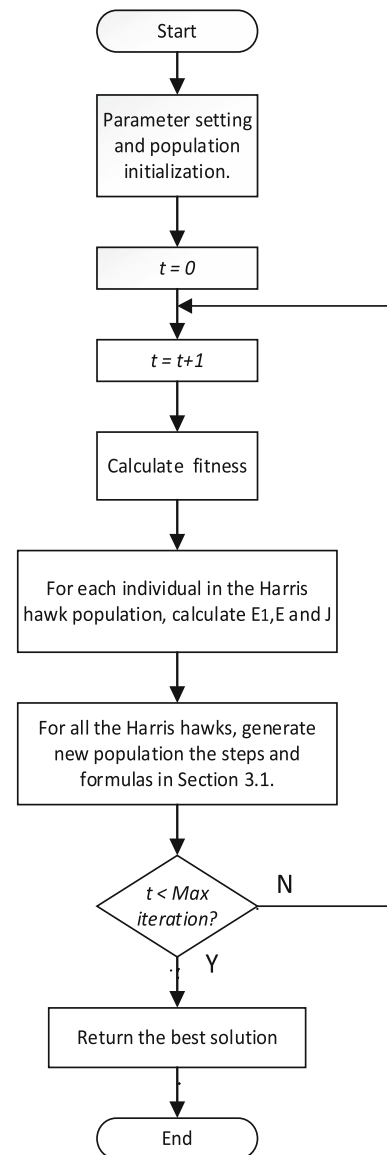 Start
Parameter setting
and population
initialization.
t = 0
t = t+1
Calculate fitness
For each individual in the Harris
hawk population, calculate E1,E and J
For all the Harris hawks, generate
new population the steps and
formulas in Section 3.1.
t < Max
iteration?
N
Y
Return the best solution
End